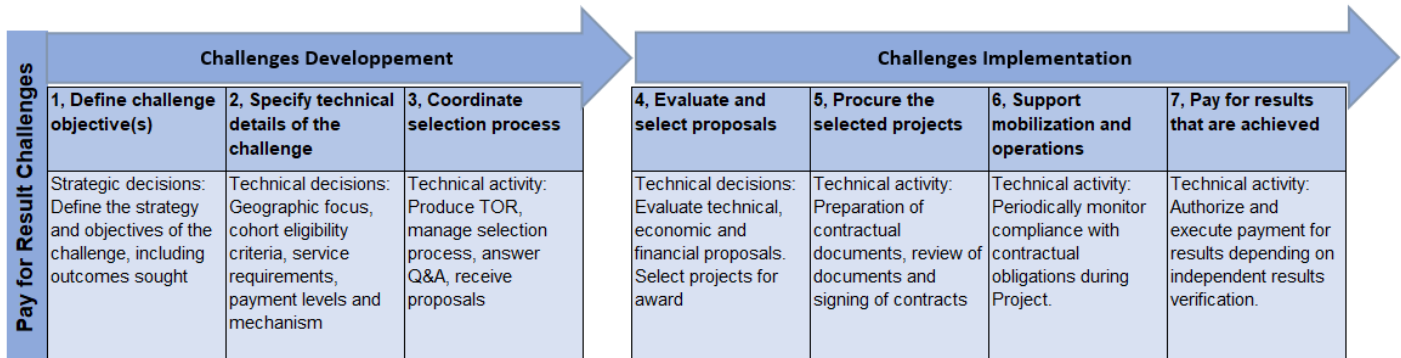 Pay for Result Challenges
Challenges Developpement
Challenges Implementation
1, Define challenge
objective(s)
2, Specify technical
details of the
challenge
3, Coordinate
selection process
4, Evaluate and
select proposals
5, Procure the
selected projects
6, Support
mobilization and
operations
7, Pay for results
that are achieved
Strategic decisions:
Define the strategy
and objectives of the
challenge, including
outcomes sought
Technical decisions:
Geographic focus,
cohort eligibility
criteria, service
requirements,
payment levels and
mechanism
Technical activity:
Produce TOR,
manage selection
process, answer
Q&A, receive
proposals
Technical decisions:
Evaluate technical,
economic and
financial proposals.
Select projects for
award
Technical activity:
Preparation of
contractual
documents, review of
documents and
signing of contracts
Technical activity:
Periodically monitor
compliance with
contractual
obligations during
Project.
Technical activity:
Authorize and
execute payment for
results depending on
independent results
verification.